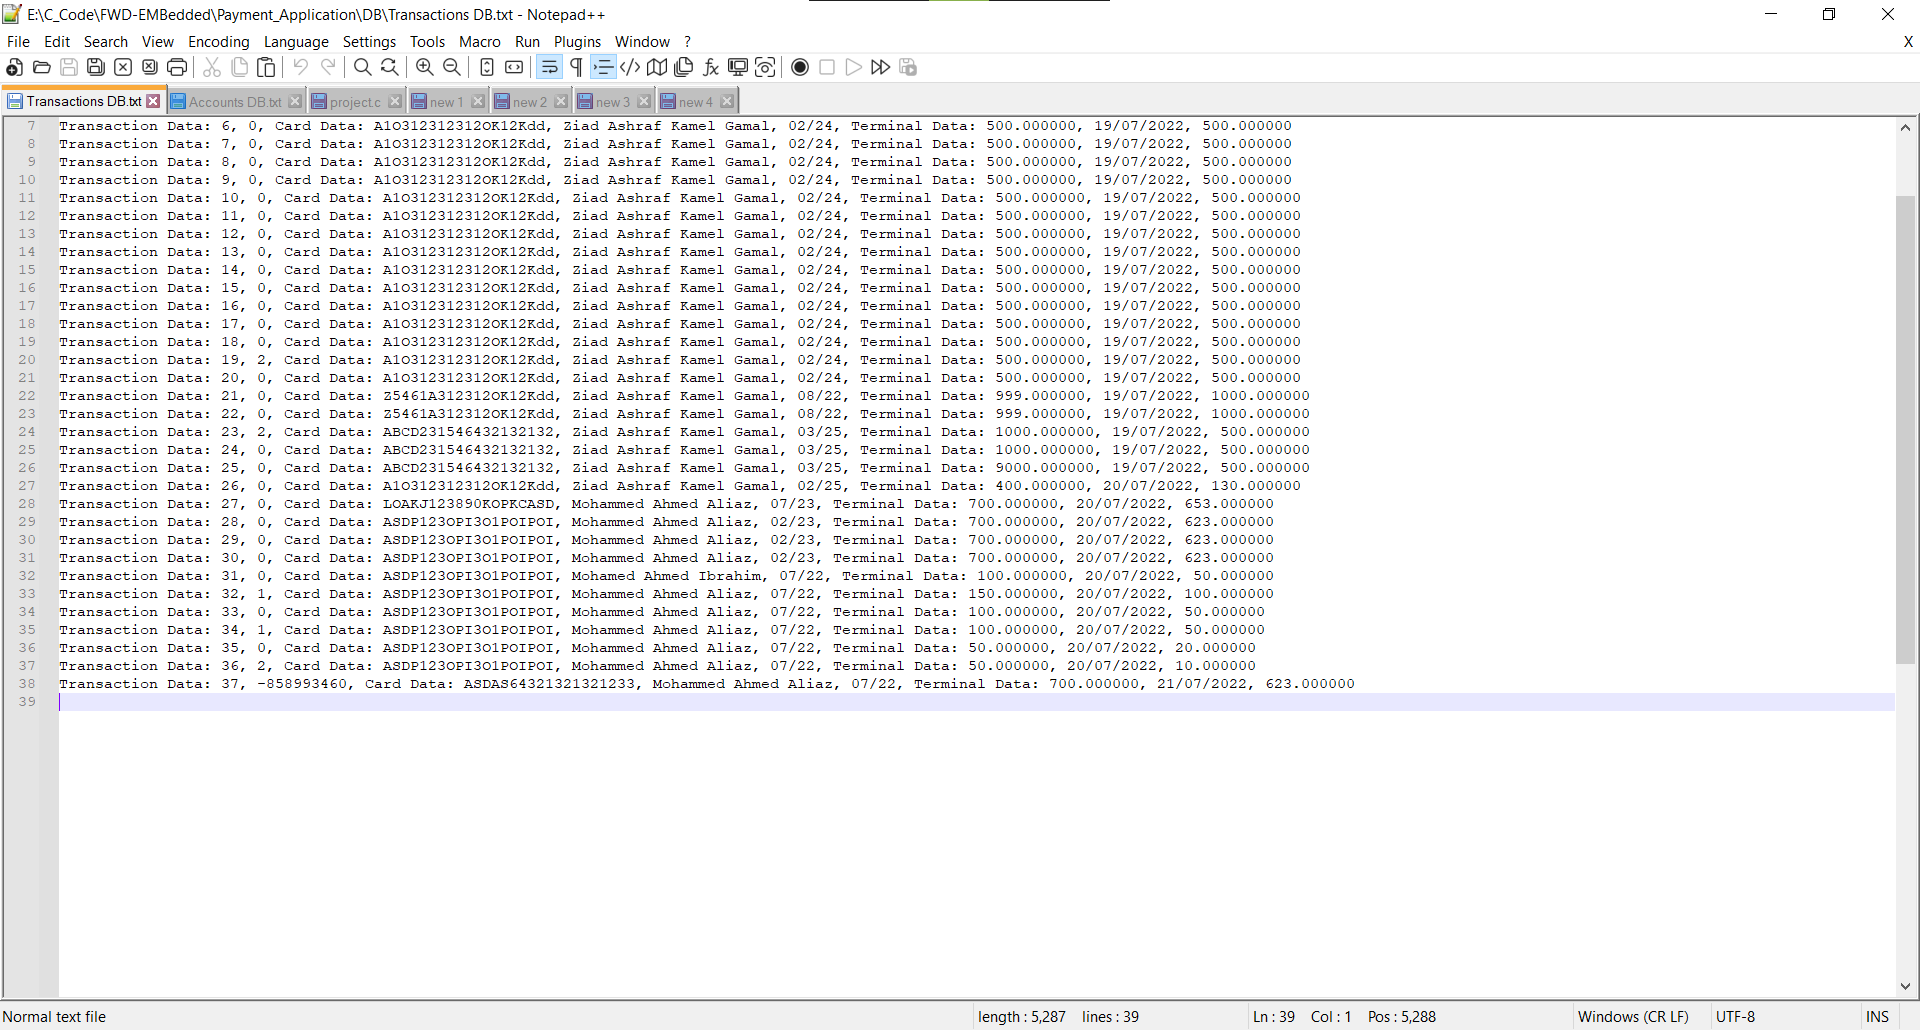 E:\C_Code\FWD-EMBedded\Payment_Application\DB\Transactions DB.txt - Notepad++
File Edit Search View Encoding Language Settings Tools Macro Run Plugins Window ? X
Transactions DB.txt Accounts DB.txt project.c new 1 new 2 new 3 new 4
7 Transaction Data: 6, 0, Card Data: A1O312312312OK12Kdd, Ziad Ashraf Kamel Gamal, 02/24, Terminal Data: 500.000000, 19/07/2022, 500.000000
8 Transaction Data: 7, 0, Card Data: A1O312312312OK12Kdd, Ziad Ashraf Kamel Gamal, 02/24, Terminal Data: 500.000000, 19/07/2022, 500.000000
9 Transaction Data: 8, 0, Card Data: A1O312312312OK12Kdd, Ziad Ashraf Kamel Gamal, 02/24, Terminal Data: 500.000000, 19/07/2022, 500.000000
10 Transaction Data: 9, 0, Card Data: A1O312312312OK12Kdd, Ziad Ashraf Kamel Gamal, 02/24, Terminal Data: 500.000000, 19/07/2022, 500.000000
11 Transaction Data: 10, 0, Card Data: A1O312312312OK12Kdd, Ziad Ashraf Kamel Gamal, 02/24, Terminal Data: 500.000000, 19/07/2022, 500.000000
12 Transaction Data: 11, 0, Card Data: A1O312312312OK12Kdd, Ziad Ashraf Kamel Gamal, 02/24, Terminal Data: 500.000000, 19/07/2022, 500.000000
13 Transaction Data: 12, 0, Card Data: A1O312312312OK12Kdd, Ziad Ashraf Kamel Gamal, 02/24, Terminal Data: 500.000000, 19/07/2022, 500.000000
14 Transaction Data: 13, 0, Card Data: A1O312312312OK12Kdd, Ziad Ashraf Kamel Gamal, 02/24, Terminal Data: 500.000000, 19/07/2022, 500.000000
15 Transaction Data: 14, 0, Card Data: A1O312312312OK12Kdd, Ziad Ashraf Kamel Gamal, 02/24, Terminal Data: 500.000000, 19/07/2022, 500.000000
16 Transaction Data: 15, 0, Card Data: A1O312312312OK12Kdd, Ziad Ashraf Kamel Gamal, 02/24, Terminal Data: 500.000000, 19/07/2022, 500.000000
17 Transaction Data: 16, 0, Card Data: A1O312312312OK12Kdd, Ziad Ashraf Kamel Gamal, 02/24, Terminal Data: 500.000000, 19/07/2022, 500.000000
18 Transaction Data: 17, 0, Card Data: A1O312312312OK12Kdd, Ziad Ashraf Kamel Gamal, 02/24, Terminal Data: 500.000000, 19/07/2022, 500.000000
19 Transaction Data: 18, 0, Card Data: A1O312312312OK12Kdd, Ziad Ashraf Kamel Gamal, 02/24, Terminal Data: 500.000000, 19/07/2022, 500.000000
20 Transaction Data: 19, 2, Card Data: A1O312312312OK12Kdd, Ziad Ashraf Kamel Gamal, 02/24, Terminal Data: 500.000000, 19/07/2022, 500.000000
21 Transaction Data: 20, 0, Card Data: A1O312312312OK12Kdd, Ziad Ashraf Kamel Gamal, 02/24, Terminal Data: 500.000000, 19/07/2022, 500.000000
22 Transaction Data: 21, 0, Card Data: Z5461A312312OK12Kdd, Ziad Ashraf Kamel Gamal, 08/22, Terminal Data: 999.000000, 19/07/2022, 1000.000000
23 Transaction Data: 22, 0, Card Data: Z5461A312312OK12Kdd, Ziad Ashraf Kamel Gamal, 08/22, Terminal Data: 999.000000, 19/07/2022, 1000.000000
24 Transaction Data: 23, 2, Card Data: ABCD231546432132132, Ziad Ashraf Kamel Gamal, 03/25, Terminal Data: 1000.000000, 19/07/2022, 500.000000
25 Transaction Data: 24, 0, Card Data: ABCD231546432132132, Ziad Ashraf Kamel Gamal, 03/25, Terminal Data: 1000.000000, 19/07/2022, 500.000000
26 Transaction Data: 25, 0, Card Data: ABCD231546432132132, Ziad Ashraf Kamel Gamal, 03/25, Terminal Data: 9000.000000, 19/07/2022, 500.000000
27 Transaction Data: 26, 0, Card Data: A1O312312312OK12Kdd, Ziad Ashraf Kamel Gamal, 02/25, Terminal Data: 400.000000, 20/07/2022, 130.000000
28 Transaction Data: 27, 0, Card Data: LOAKJ123890KOPKCASD, Mohammed Ahmed Aliaz, 07/23, Terminal Data: 700.000000, 20/07/2022, 653.000000
29 Transaction Data: 28, 0, Card Data: ASDP123OPI3O1POIPOI, Mohammed Ahmed Aliaz, 02/23, Terminal Data: 700.000000, 20/07/2022, 623.000000
30 Transaction Data: 29, 0, Card Data: ASDP123OPI3O1POIPOI, Mohammed Ahmed Aliaz, 02/23, Terminal Data: 700.000000, 20/07/2022, 623.000000
31 Transaction Data: 30, 0, Card Data: ASDP123OPI3O1POIPOI, Mohammed Ahmed Aliaz, 02/23, Terminal Data: 700.000000, 20/07/2022, 623.000000
32 Transaction Data: 31, 0, Card Data: ASDP123OPI3O1POIPOI, Mohamed Ahmed Ibrahim, 07/22, Terminal Data: 100.000000, 20/07/2022, 50.000000
33 Transaction Data: 32, 1, Card Data: ASDP123OPI3O1POIPOI, Mohammed Ahmed Aliaz, 07/22, Terminal Data: 150.000000, 20/07/2022, 100.000000
34 Transaction Data: 33, 0, Card Data: ASDP123OPI3O1POIPOI, Mohammed Ahmed Aliaz, 07/22, Terminal Data: 100.000000, 20/07/2022, 50.000000
35 Transaction Data: 34, 1, Card Data: ASDP123OPI3O1POIPOI, Mohammed Ahmed Aliaz, 07/22, Terminal Data: 100.000000, 20/07/2022, 50.000000
36 Transaction Data: 35, 0, Card Data: ASDP123OPI3O1POIPOI, Mohammed Ahmed Aliaz, 07/22, Terminal Data: 50.000000, 20/07/2022, 20.000000
37 Transaction Data: 36, 2, Card Data: ASDP123OPI3O1POIPOI, Mohammed Ahmed Aliaz, 07/22, Terminal Data: 50.000000, 20/07/2022, 10.000000
38 Transaction Data: 37, -858993460, Card Data: ASDAS64321321321233, Mohammed Ahmed Aliaz, 07/22, Terminal Data: 700.000000, 21/07/2022, 623.000000
39
Normal text file length : 5,287 lines : 39 Ln : 39 Col : 1 Pos : 5,288 Windows (CR LF) UTF-8 INS